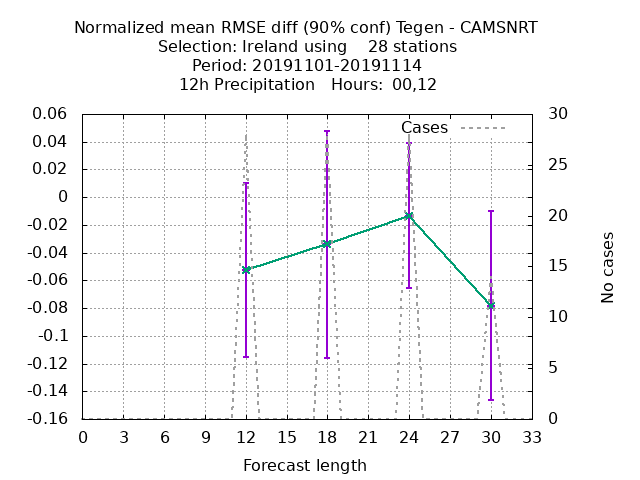 Normalized mean RMSE diff (90% conf) Tegen - CAMSNRT
Selection: Ireland using    28 stations
Period: 20191101-20191114
12h Precipitation   Hours:  00,12
Cases
0.06
0.04
0.02
0
-0.02
-0.04
-0.06
-0.08
-0.1
-0.12
-0.14
-0.16
30
25
20
15
10
5
0
No cases
0 3 6 9 12 15 18 21 24 27 30 33
Forecast length